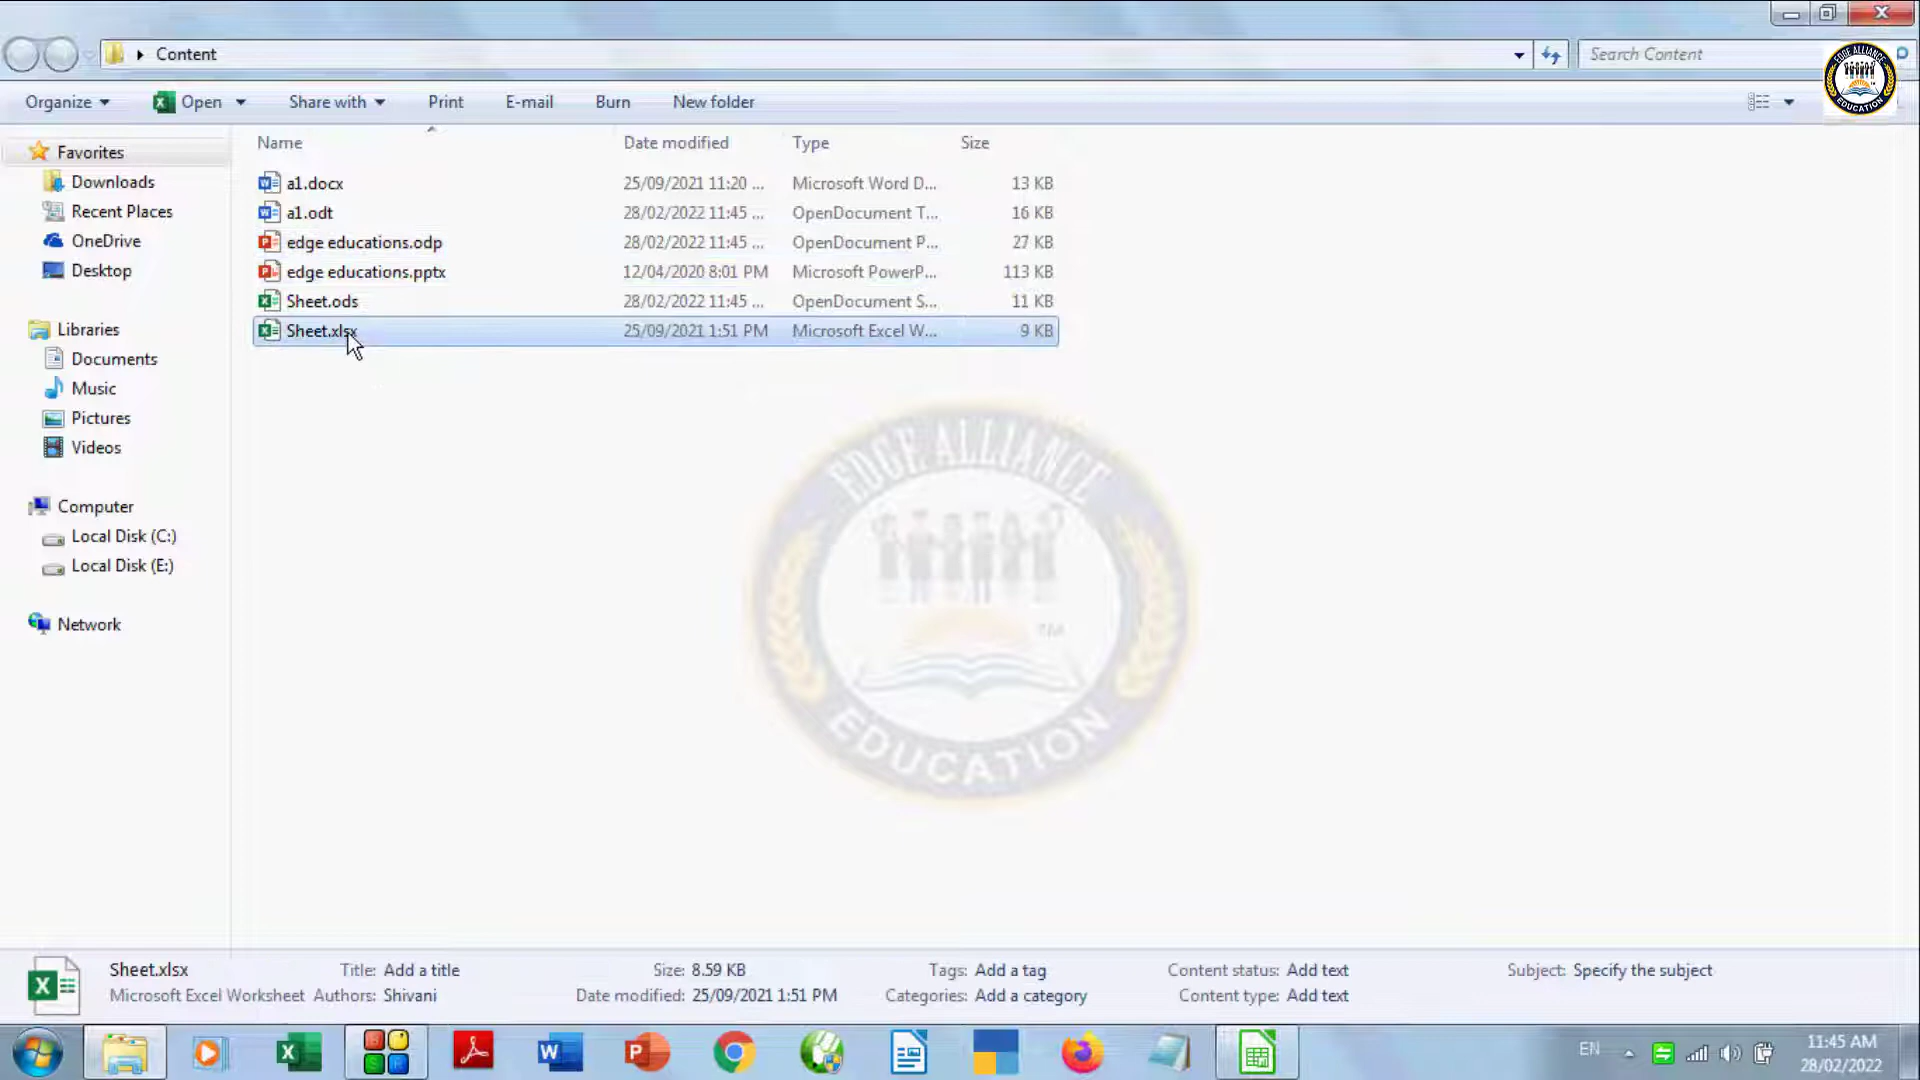 Content
Search Content
EDGE ALLIANCE
EDUCATION
Organize
Open
Share with
Print
E-mail
Burn
New folder
Name
Date modified
Type
Size
Favorites
Downloads
Recent Places
OneDrive
Desktop
Libraries
Documents
Music
Pictures
Videos
Computer
Local Disk (C:)
Local Disk (E:)
Network
a1.docx 25/09/2021 11:20 ... Microsoft Word D... 13 KB
a1.odt 28/02/2022 11:45 ... OpenDocument T... 16 KB
edge educations.odp 28/02/2022 11:45 ... OpenDocument P... 27 KB
edge educations.pptx 12/04/2020 8:01 PM Microsoft PowerP... 113 KB
Sheet.ods 28/02/2022 11:45 ... OpenDocument S... 11 KB
Sheet.xlsx 25/09/2021 1:51 PM Microsoft Excel W... 9 KB
EDGE ALLIANCE
TM
EDUCATION
Sheet.xlsx Title: Add a title Size: 8.59 KB Tags: Add a tag Content status: Add text Subject: Specify the subject
Microsoft Excel Worksheet Authors: Shivani Date modified: 25/09/2021 1:51 PM Categories: Add a category Content type: Add text
EN
11:45 AM
28/02/2022